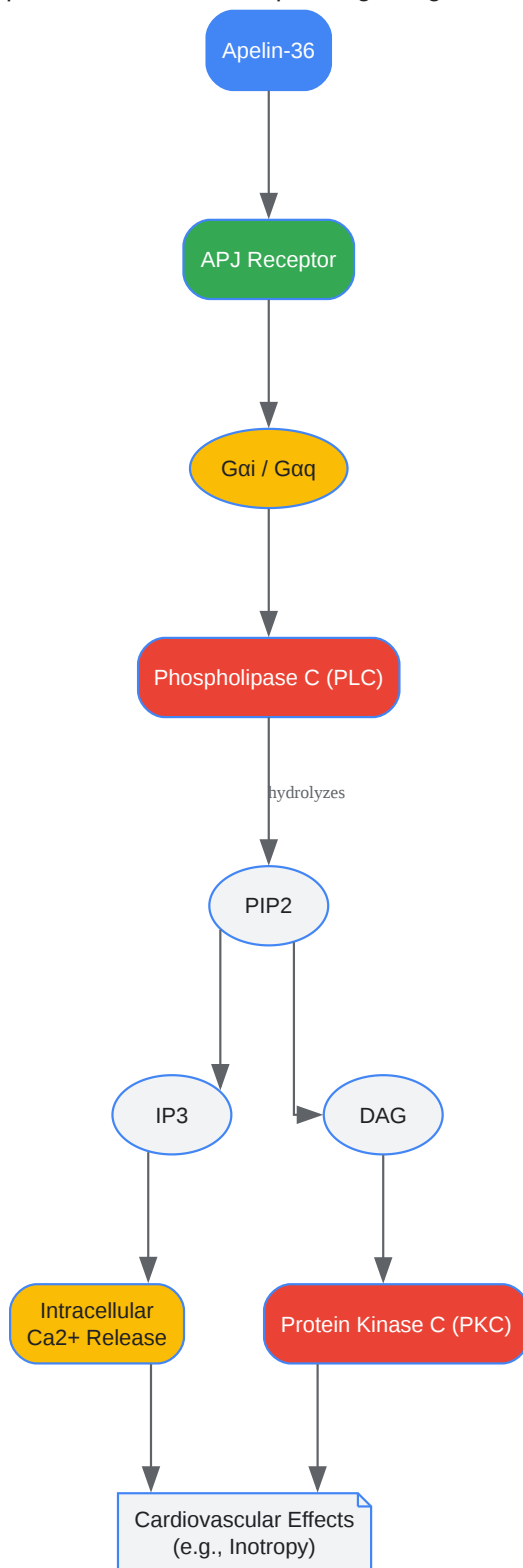 Apelin-36
APJ Receptor
Gαi / Gαq
Phospholipase C (PLC)
hydrolyzes
PIP2
IP3
DAG
Intracellular
Ca2+ Release
Protein Kinase C (PKC)
Cardiovascular Effects
(e.g., Inotropy)